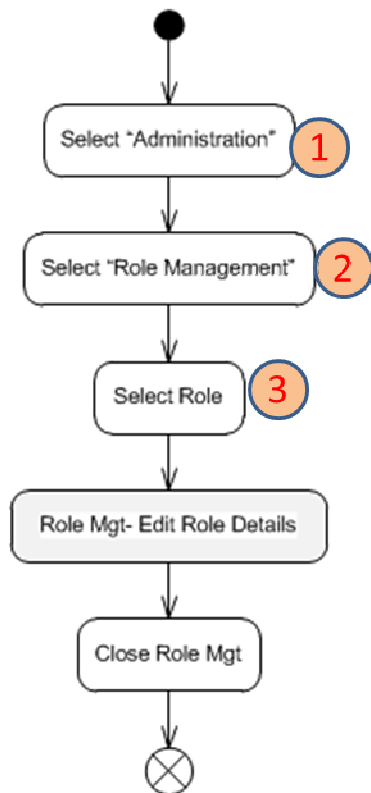 Select “Administration”
1
Select “Role Management”
2
Select Role
3
Role Mgt- Edit Role Details
Close Role Mgt